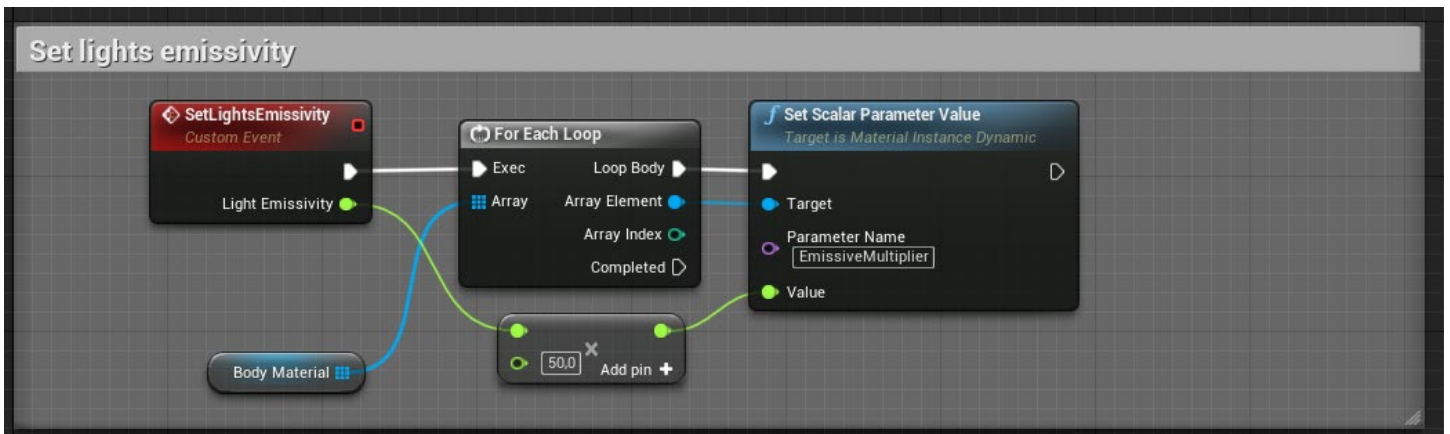 Set lights emissivity
SetLightsEmissivity
Custom Event
Light Emissivity
For Each Loop
Exec
Loop Body
Array
Array Element
Array Index
Completed
Set Scalar Parameter Value
Target is Material Instance Dynamic
Target
Parameter Name
EmissiveMultiplier
Value
50,0
Add pin
Body Material